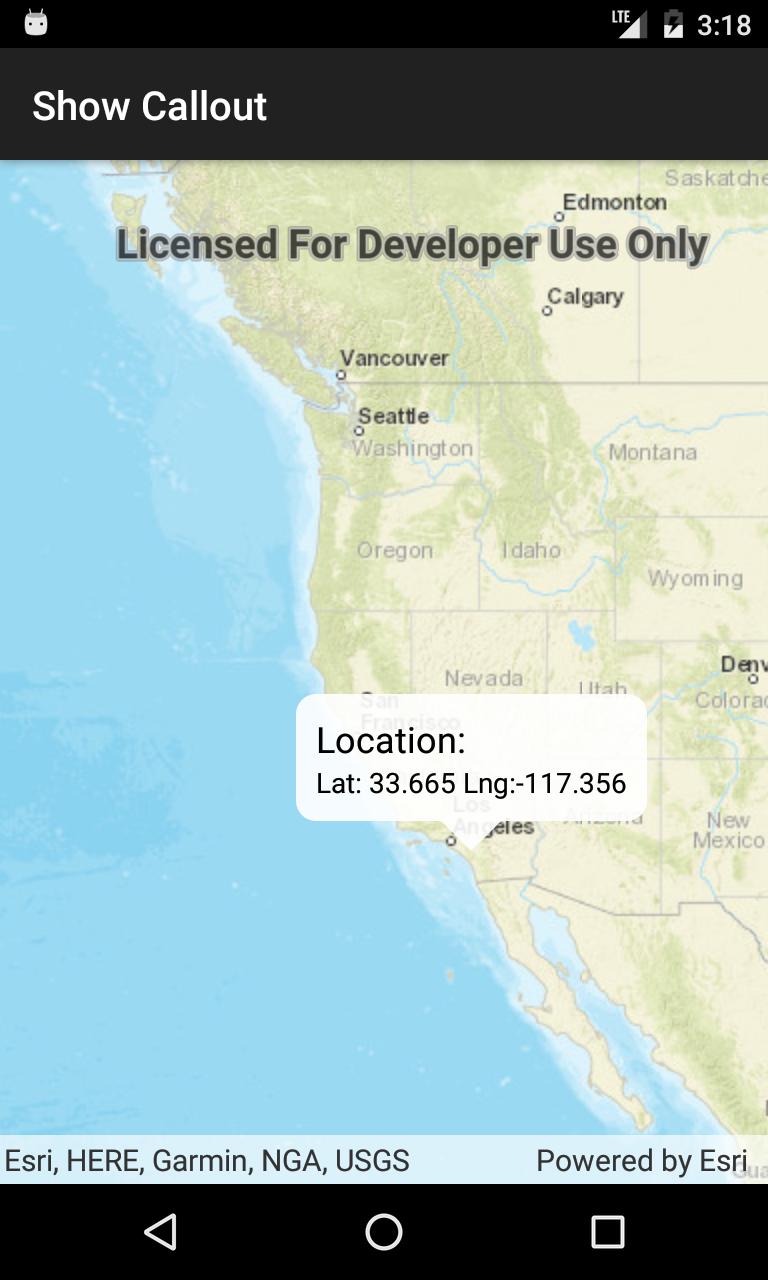 LTE 3:18
Show Callout
Saskatche
Edmonton
Licensed For Developer Use Only
Calgary
Vancouver
Seattle
Washington
Montana
Oregon
Idaho
Wyoming
Denv
Nevada
Utah
Colorad
San
Francisco
Location:
Lat: 33.665 Lng:-117.356
Los
Angeles
Arizona
New
Mexico
Esri, HERE, Garmin, NGA, USGS
Powered by Esri
Gua